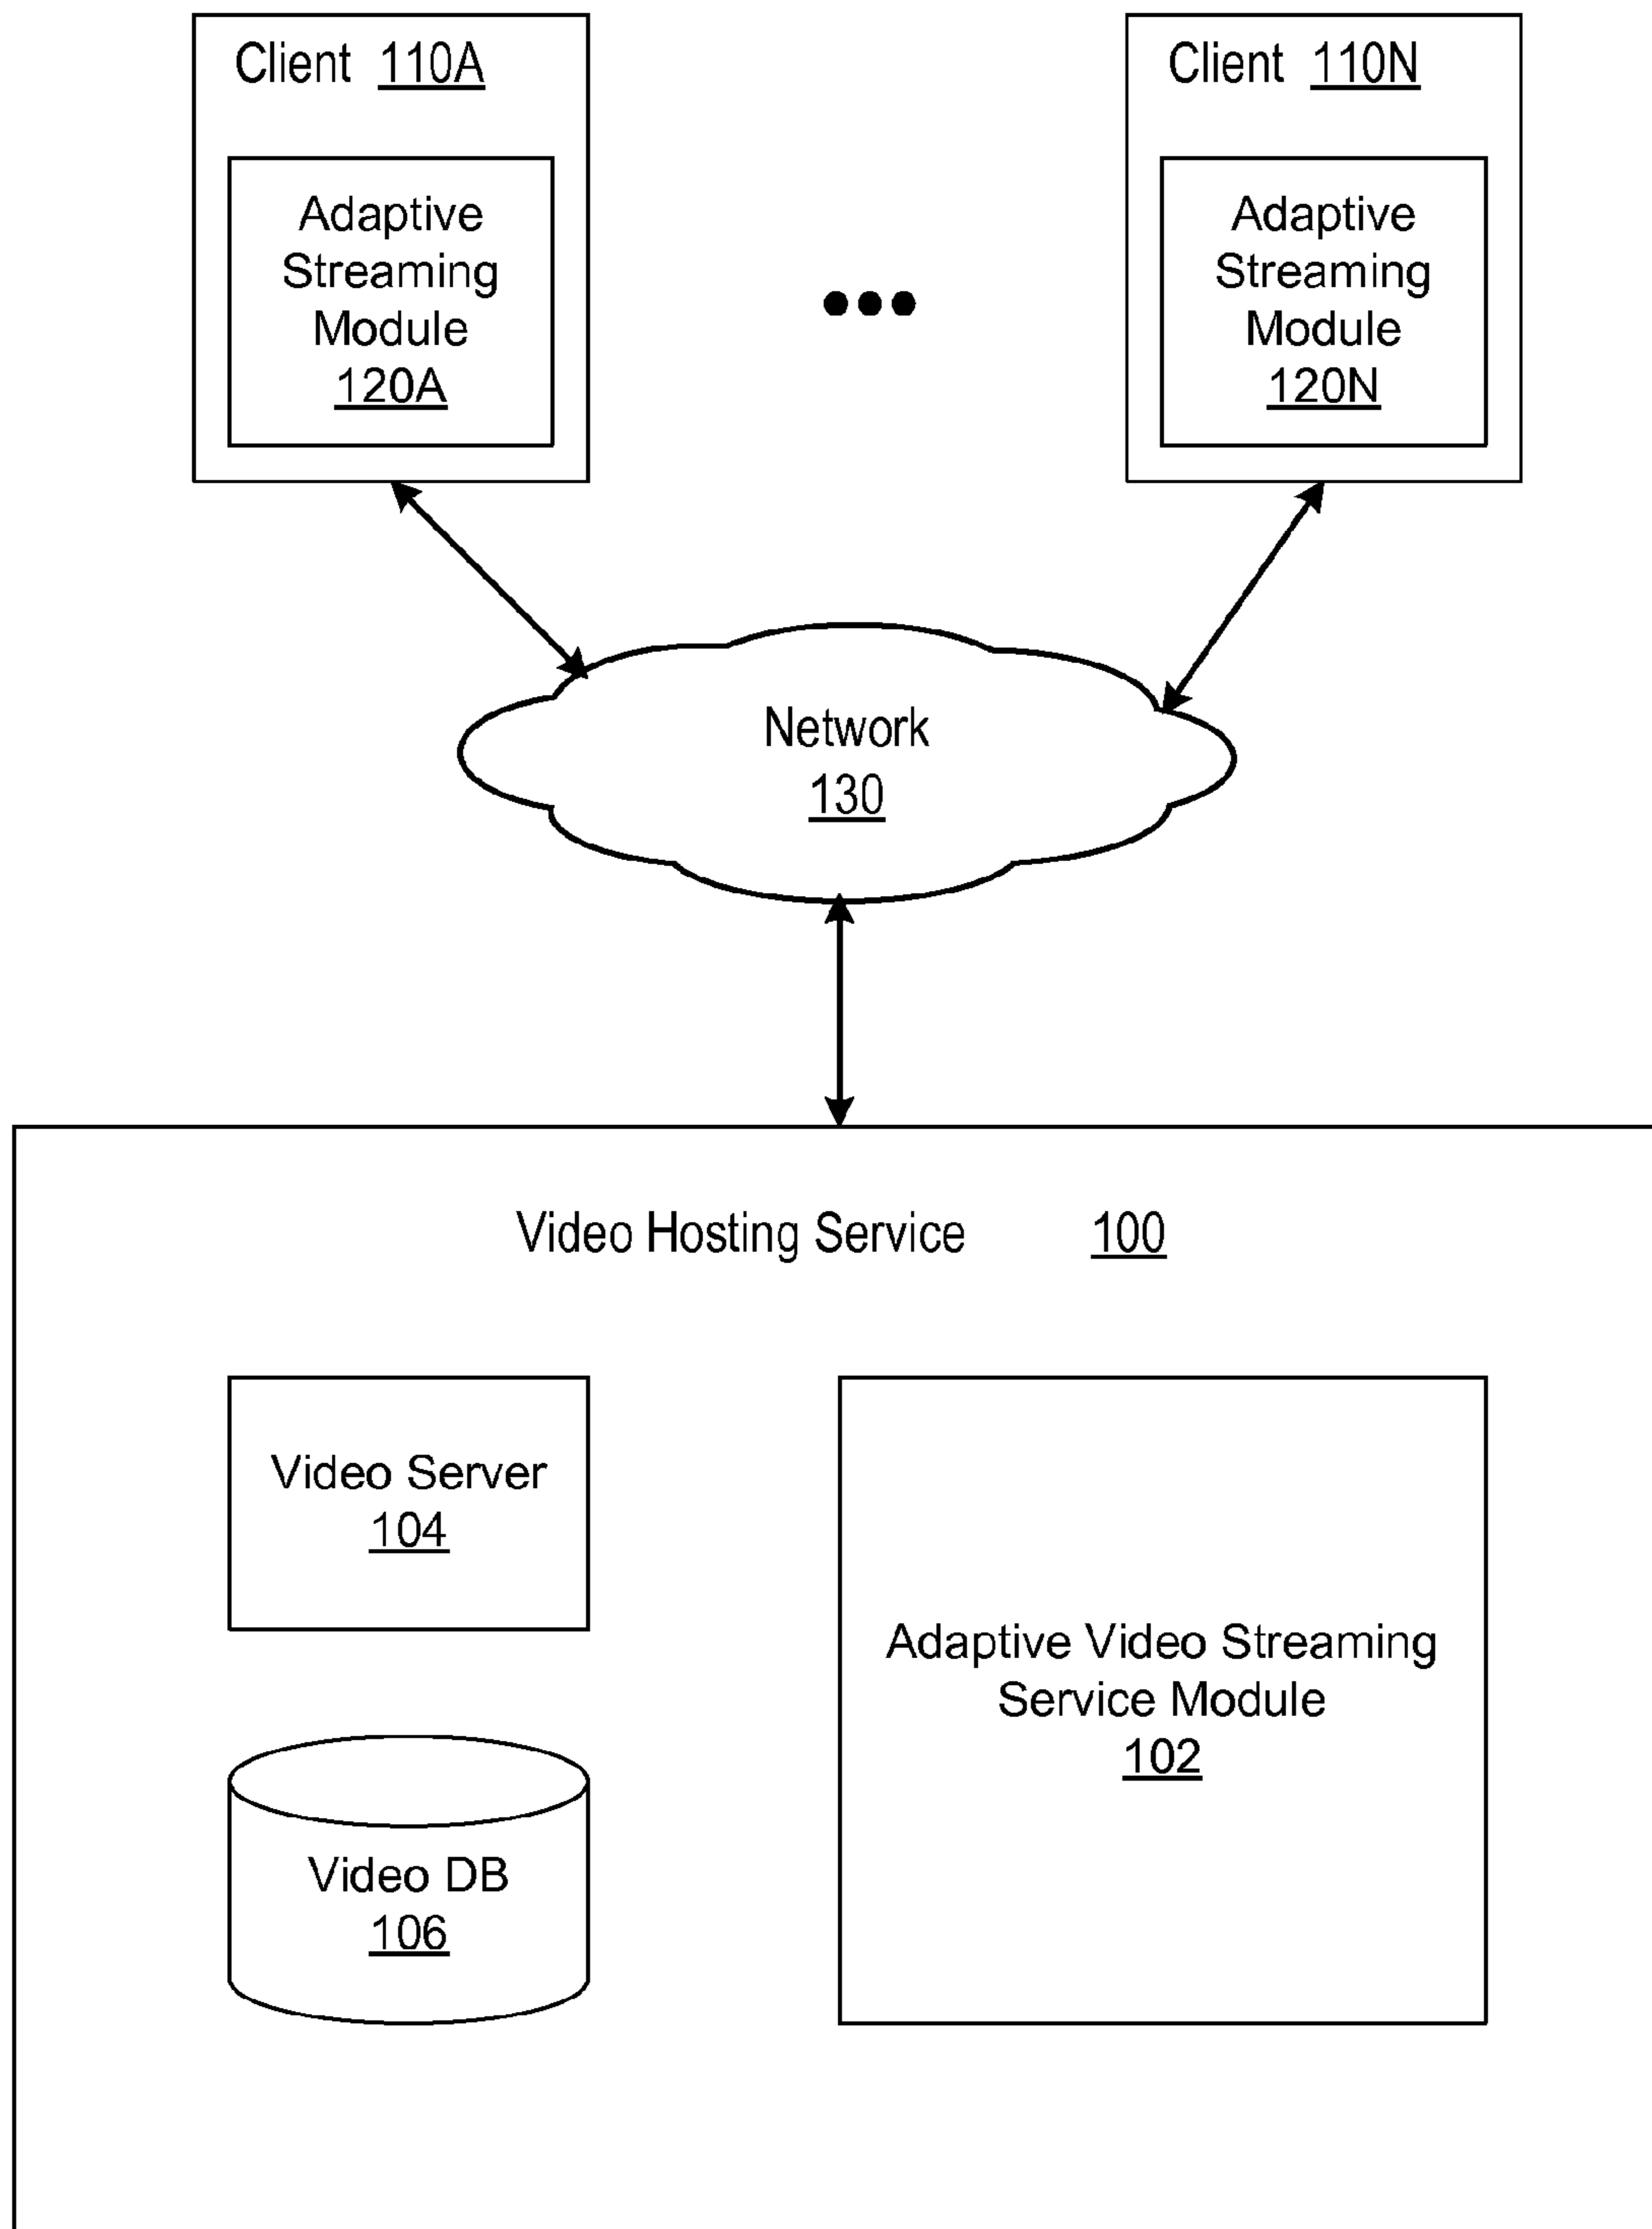 Client 110A
Adaptive
Streaming
Module
120A
Client 110N
Adaptive
Streaming
Module
120N
Network
130
Video Hosting Service 100
Video Server
104
Video DB
106
Adaptive Video Streaming
Service Module
102